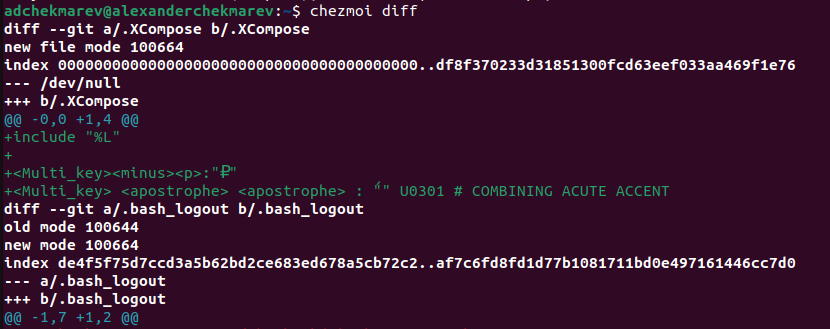 adchekmarev@alexanderchekmarev:~$ chezmoi diff
diff --git a/.XCompose b/.XCompose
new file mode 100664
index 0000000000000000000000000000000000000000..df8f370233d31851300fcd63eef033aa469f1e76
--- /dev/null
+++ b/.XCompose
@@ -0,0 +1,4 @@
+include "%L"
+
+<Multi_key><minus><p>:"₽"
+<Multi_key> <apostrophe> <apostrophe> : "́" U0301 # COMBINING ACUTE ACCENT
diff --git a/.bash_logout b/.bash_logout
old mode 100644
new mode 100664
index de4f5f75d7ccd3a5b62bd2ce683ed678a5cb72c2..af7c6fd8fd1d77b1081711bd0e497161446cc7d0
--- a/.bash_logout
+++ b/.bash_logout
@@ -1,7 +1,2 @@